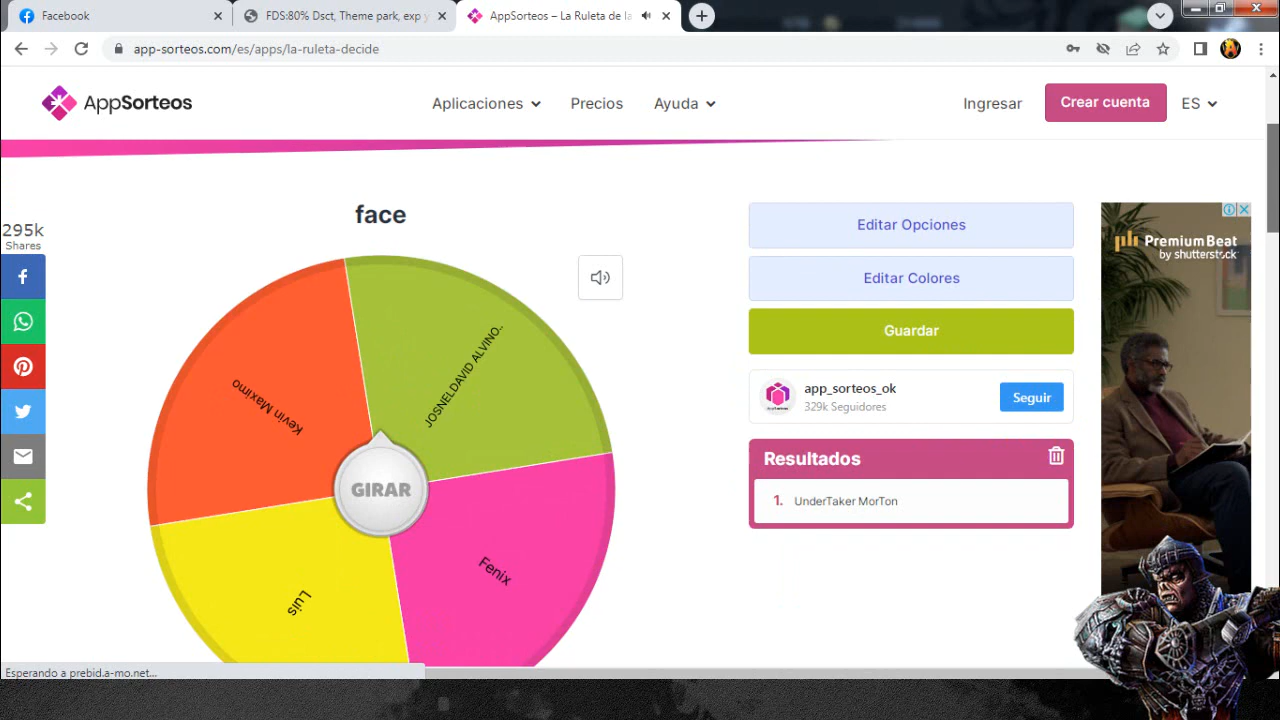 Facebook
FDS:80% Dsct, Theme park, exp y
AppSorteos – La Ruleta de la
app-sorteos.com/es/apps/la-ruleta-decide
AppSorteos
Aplicaciones
Precios
Ayuda
Ingresar
Crear cuenta
ES
face
295k
Shares
Kevin Maximo
JOSNELDAVID ALVINO..
GIRAR
Luis
Fenix
Editar Opciones
Editar Colores
Guardar
app_sorteos_ok
329k Seguidores
Seguir
Resultados
1. UnderTaker MorTon
PremiumBeat
by shutterstock
Esperando a prebid.a-mo.net...